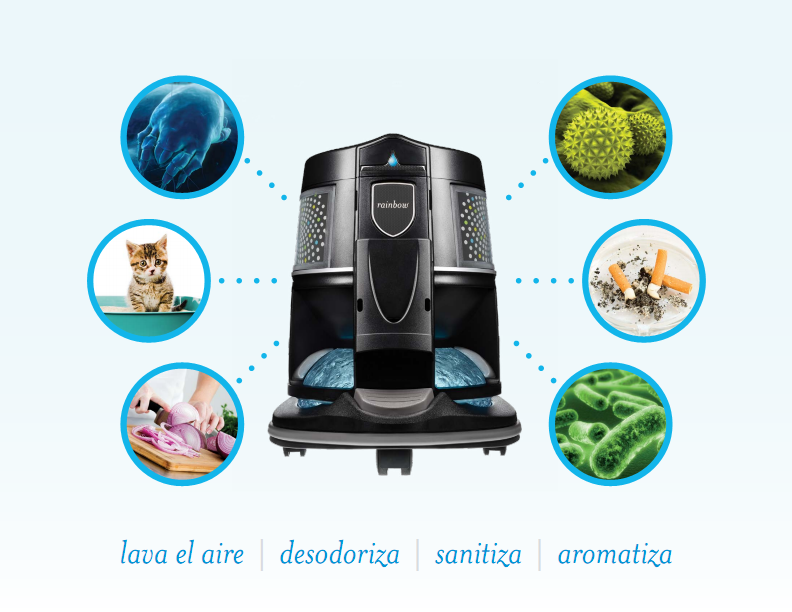 rainbow
lava el aire | desodoriza | sanitiza | aromatiza